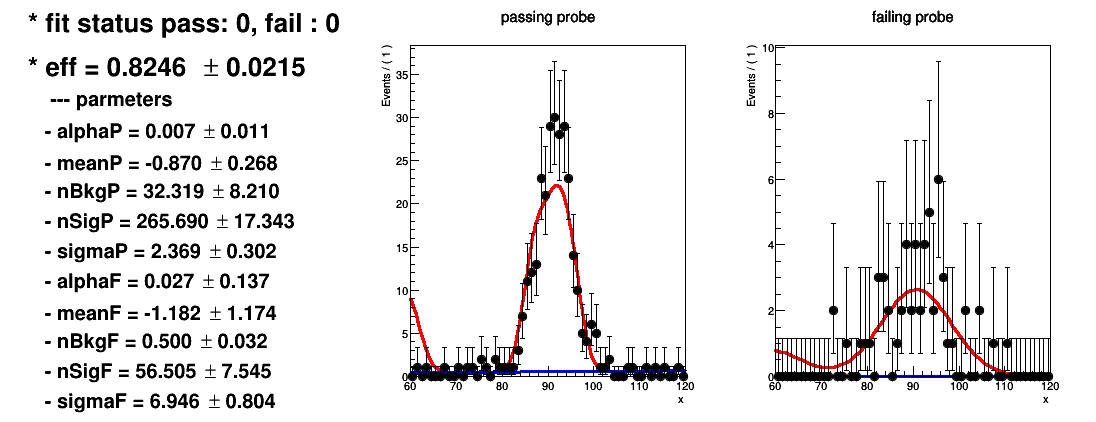 * fit status pass: 0, fail : 0
* eff = 0.8246 ± 0.0215
--- parmeters
- alphaP = 0.007 ± 0.011
- meanP = -0.870 ± 0.268
- nBkgP = 32.319 ± 8.210
- nSigP = 265.690 ± 17.343
- sigmaP = 2.369 ± 0.302
- alphaF = 0.027 ± 0.137
- meanF = -1.182 ± 1.174
- nBkgF = 0.500 ± 0.032
- nSigF = 56.505 ± 7.545
- sigmaF = 6.946 ± 0.804
passing probe
Events / ( 1 )
35
30
25
20
15
10
5
0
60 70 80 90 100 110 120
x
failing probe
Events / ( 1 )
10
8
6
4
2
0
60 70 80 90 100 110 120
x